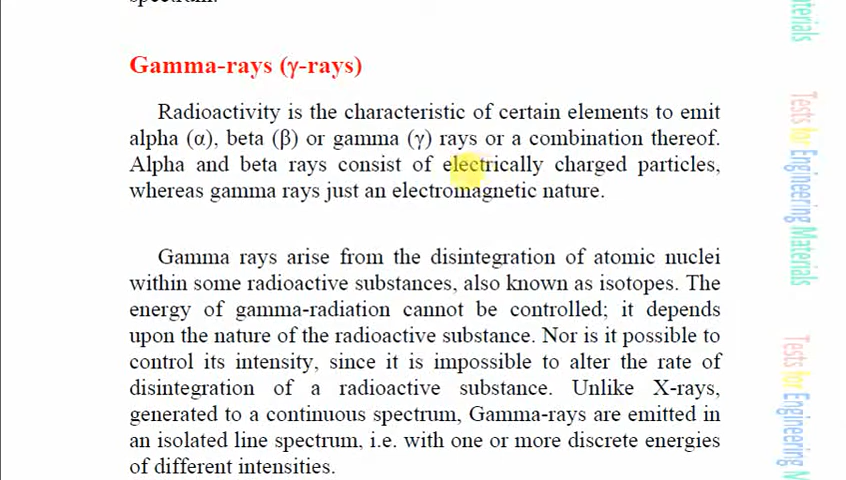 spectrum.
Gamma-rays (γ-rays)
Radioactivity is the characteristic of certain elements to emit
alpha (α), beta (β) or gamma (γ) rays or a combination thereof.
Alpha and beta rays consist of electrically charged particles,
whereas gamma rays just an electromagnetic nature.
Gamma rays arise from the disintegration of atomic nuclei
within some radioactive substances, also known as isotopes. The
energy of gamma-radiation cannot be controlled; it depends
upon the nature of the radioactive substance. Nor is it possible to
control its intensity, since it is impossible to alter the rate of
disintegration of a radioactive substance. Unlike X-rays,
generated to a continuous spectrum, Gamma-rays are emitted in
an isolated line spectrum, i.e. with one or more discrete energies
of different intensities.
Materials
Tests for Engineering Materials
Tests for Engineering